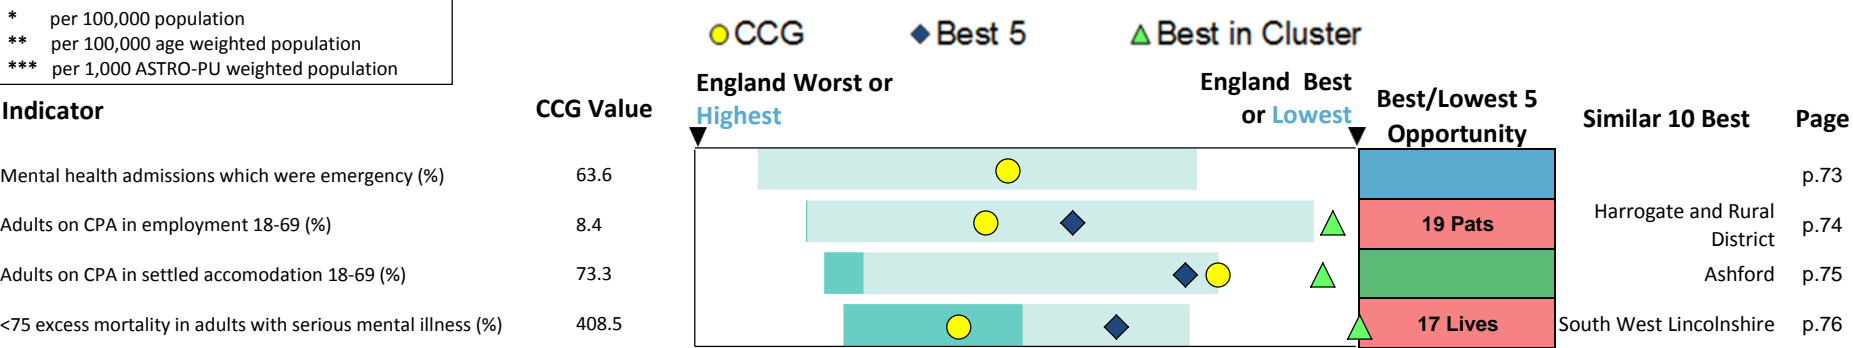 * per 100,000 population
** per 100,000 age weighted population
*** per 1,000 ASTRO-PU weighted population
CCG Best 5 Best in Cluster
Indicator CCG Value England Worst or Highest England Best or Lowest Best/Lowest 5 Opportunity Similar 10 Best Page
Mental health admissions which were emergency (%) 63.6 p.73
Adults on CPA in employment 18-69 (%) 8.4 19 Pats Harrogate and Rural District p.74
Adults on CPA in settled accomodation 18-69 (%) 73.3 Ashford p.75
<75 excess mortality in adults with serious mental illness (%) 408.5 17 Lives South West Lincolnshire p.76